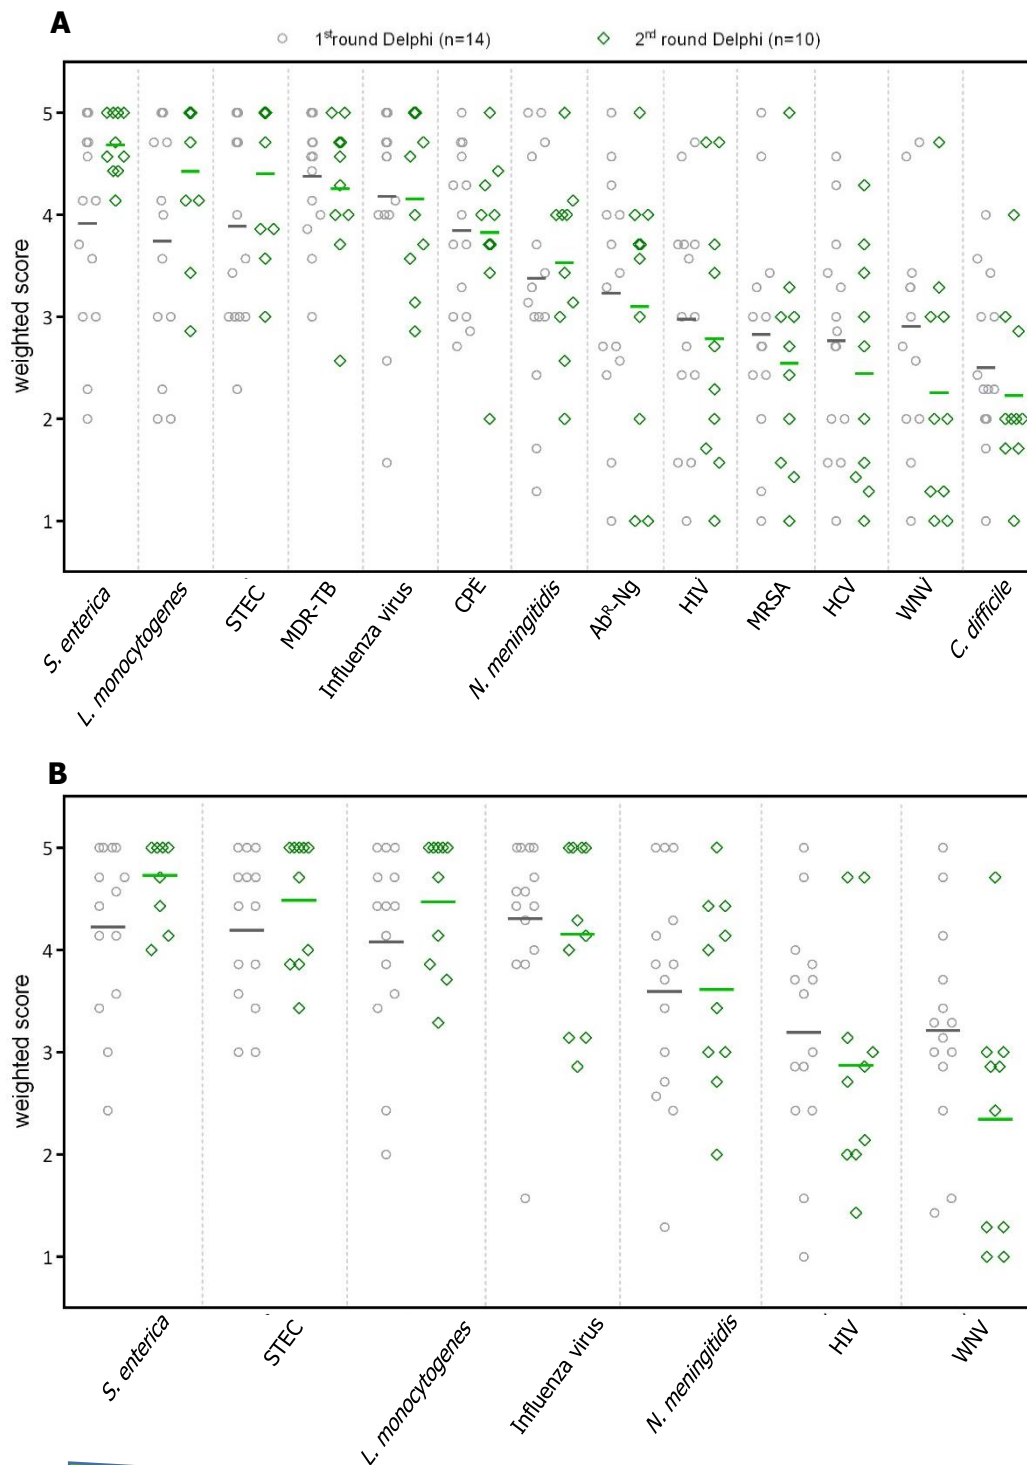 A
1st round Delphi (n=14) 2nd round Delphi (n=10)
weighted score
5
4
3
2
1
S. enterica L. monocytogenes STEC MDR-TB Influenza virus CPE N. meningitidis AbR-Ng HIV MRSA HCV WNV C. difficile
B
weighted score
5
4
3
2
1
S. enterica STEC L. monocytogenes Influenza virus N. meningitidis HIV WNV